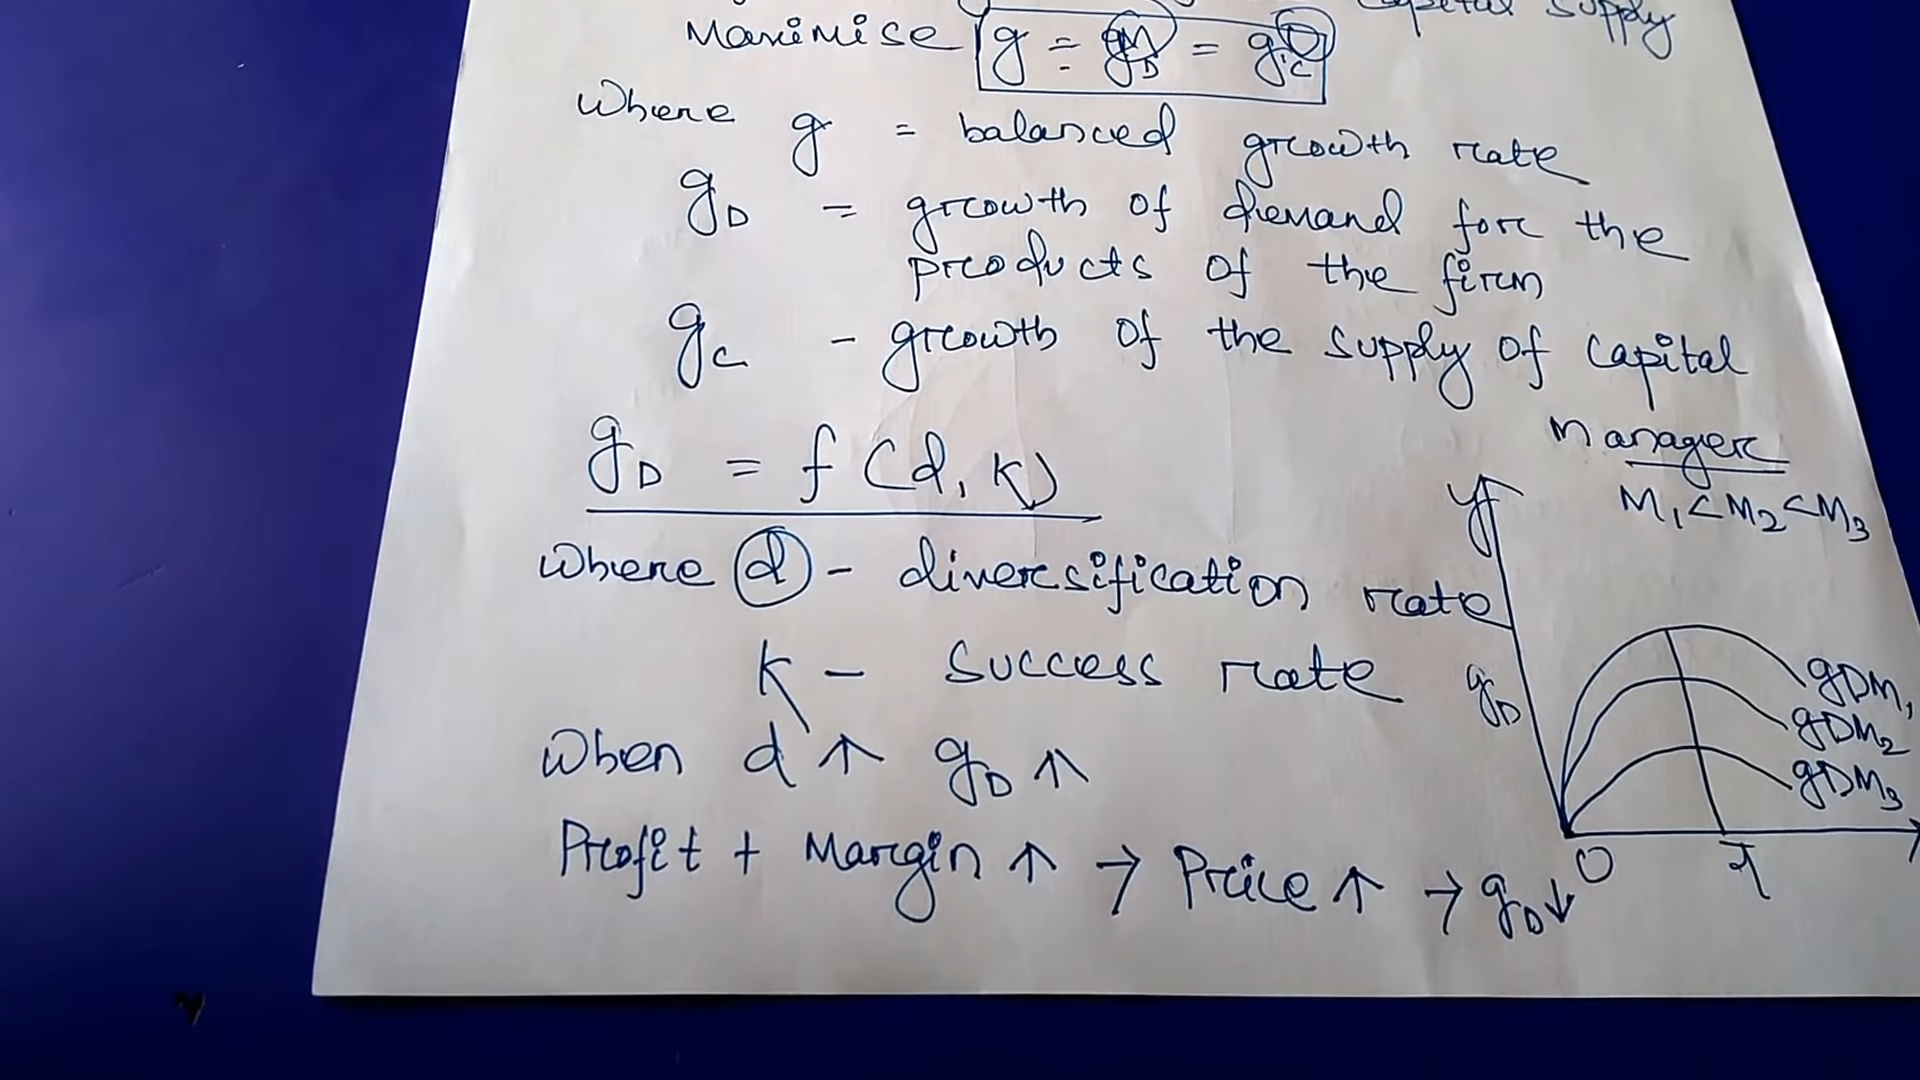 Capital supply
Maximise g = gD = gC
where g = balanced growth rate
gD = growth of demand for the
products of the firm
gC - growth of the supply of capital
gD = f (d, k)
where d - diversification rate
k - success rate
when d ↑ gD ↑
Profit + Margin ↑ → Price ↑ → gD ↓
Manager
M1 < M2 < M3
y
gD
gDM1
gDM2
gDM3
O